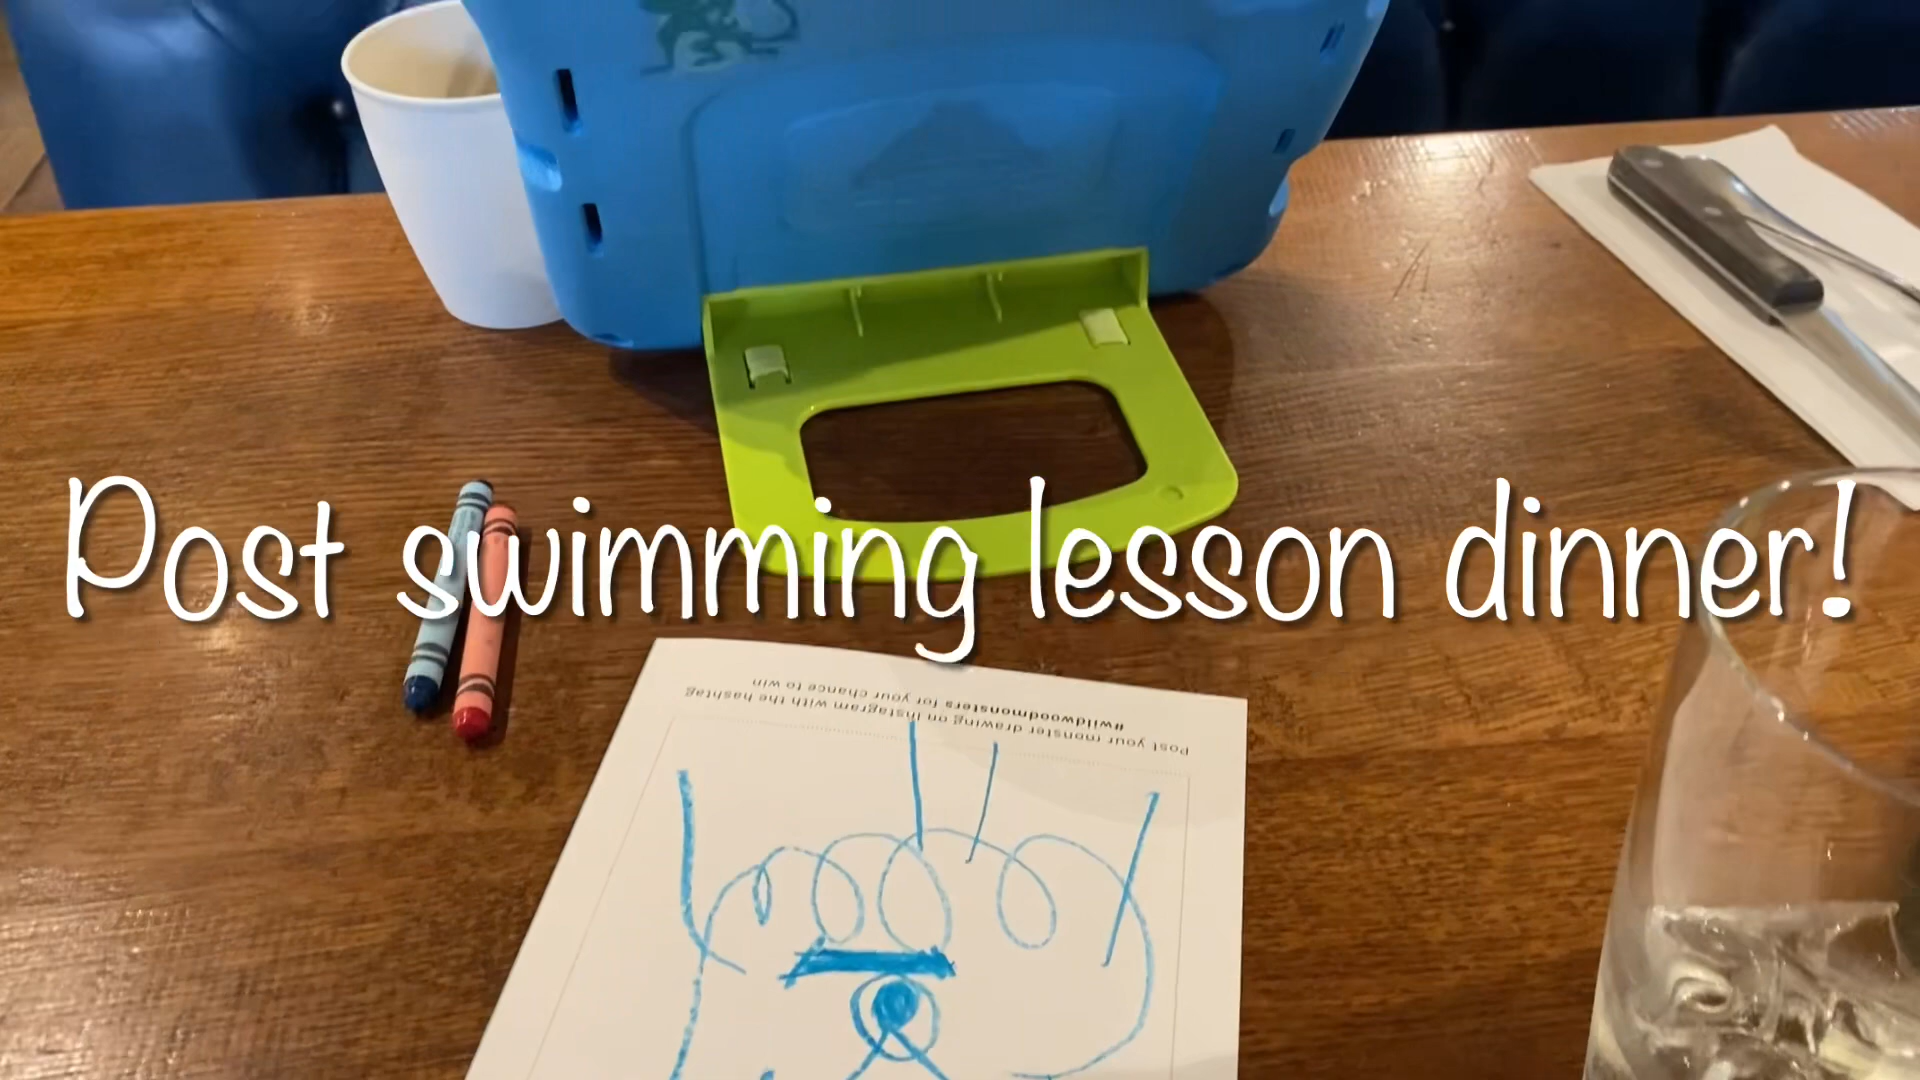 Post swimming lesson dinner!
Post your monster drawing on Instagram with the hashtag
#wildwoodmonsters for your chance to win